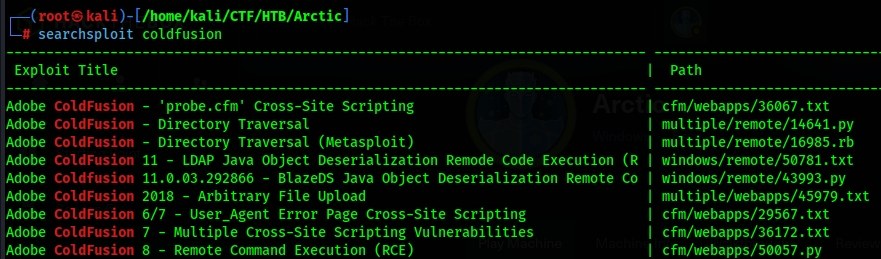 ┌──(root㉿kali)-[/home/kali/CTF/HTB/Arctic]
└─# searchsploit coldfusion
---------------------------------------------------------------------------------- ----------------------------
Exploit Title | Path
---------------------------------------------------------------------------------- ----------------------------
Adobe ColdFusion - 'probe.cfm' Cross-Site Scripting | cfm/webapps/36067.txt
Adobe ColdFusion - Directory Traversal | multiple/remote/14641.py
Adobe ColdFusion - Directory Traversal (Metasploit) | multiple/remote/16985.rb
Adobe ColdFusion 11 - LDAP Java Object Deserialization Remode Code Execution (R | windows/remote/50781.txt
Adobe Coldfusion 11.0.03.292866 - BlazeDS Java Object Deserialization Remote Co | windows/remote/43993.py
Adobe ColdFusion 2018 - Arbitrary File Upload | multiple/webapps/45979.txt
Adobe ColdFusion 6/7 - User_Agent Error Page Cross-Site Scripting | cfm/webapps/29567.txt
Adobe ColdFusion 7 - Multiple Cross-Site Scripting Vulnerabilities | cfm/webapps/36172.txt
Adobe ColdFusion 8 - Remote Command Execution (RCE) | cfm/webapps/50057.py